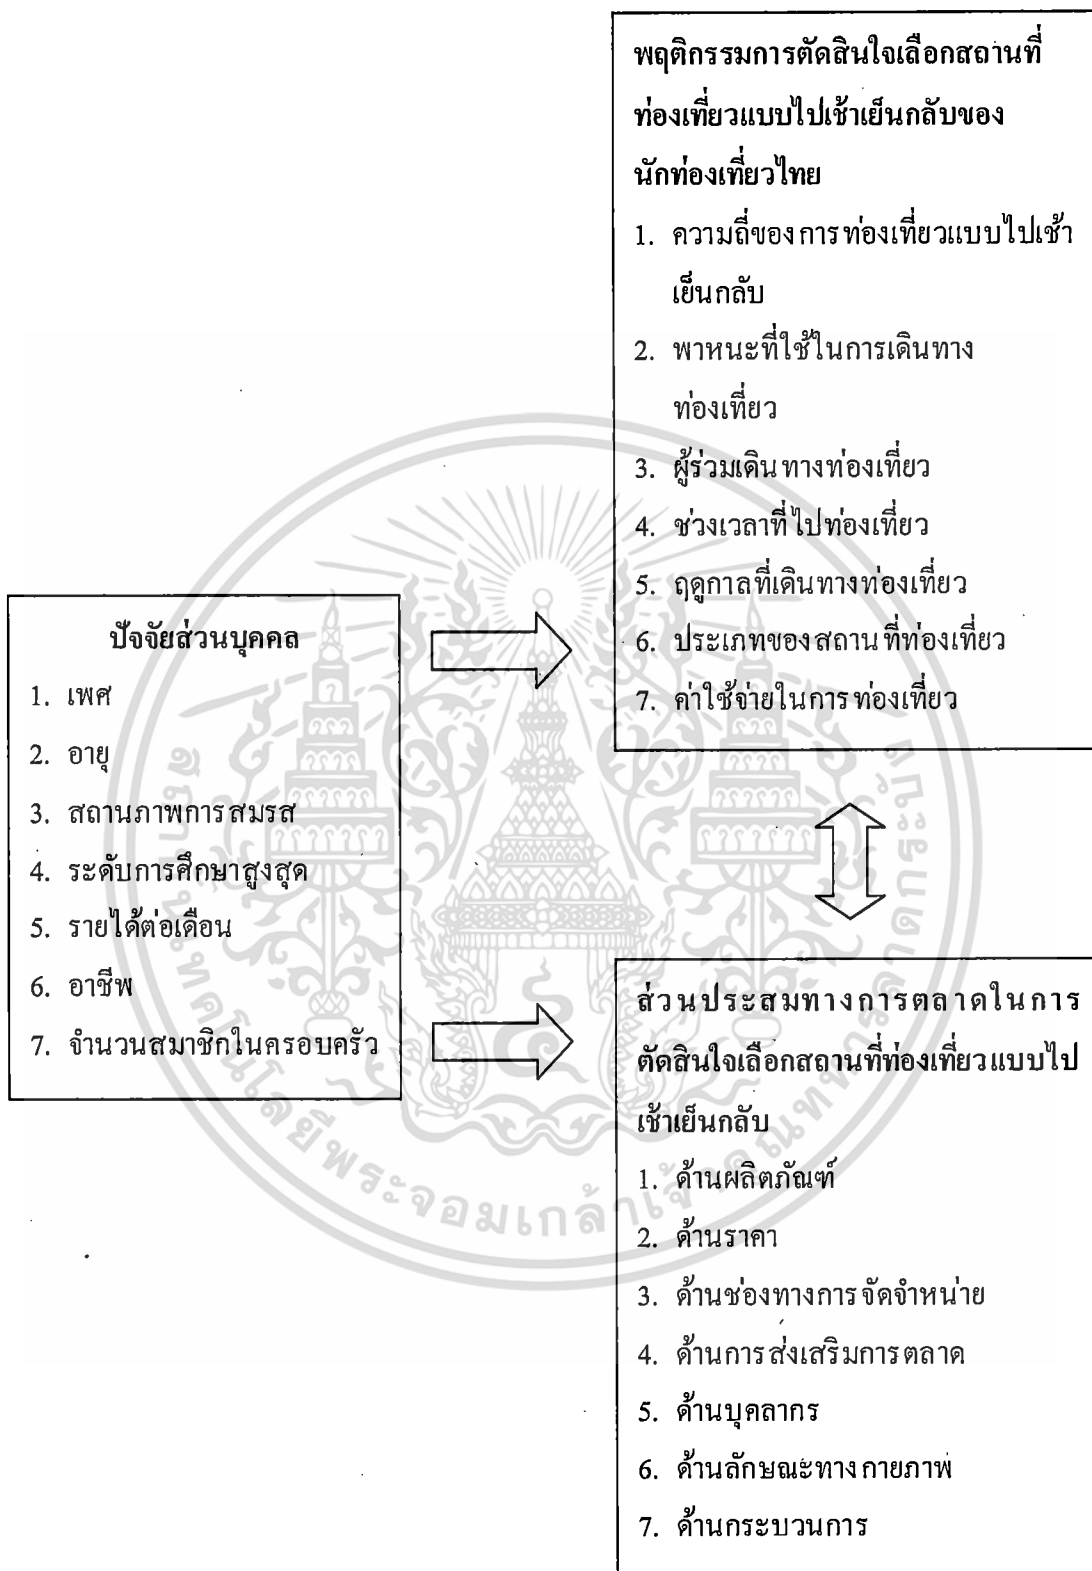 พฤติกรรมการตัดสินใจเลือกสถานที่
ท่องเที่ยวแบบไปเช้าเย็นกลับของ
นักท่องเที่ยวไทย
1. ความถี่ของการท่องเที่ยวแบบไปเช้า
เย็นกลับ
2. พาหนะที่ใช้ในการเดินทาง
ท่องเที่ยว
3. ผู้ร่วมเดินทางท่องเที่ยว
4. ช่วงเวลาที่ไปท่องเที่ยว
5. ฤดูกาลที่เดินทางท่องเที่ยว
6. ประเภทของสถานที่ท่องเที่ยว
7. ค่าใช้จ่ายในการท่องเที่ยว
ปัจจัยส่วนบุคคล
1. เพศ
2. อายุ
3. สถานภาพการสมรส
4. ระดับการศึกษาสูงสุด
5. รายได้ต่อเดือน
6. อาชีพ
7. จำนวนสมาชิกในครอบครัว
ส่วนประสมทางการตลาดในการ
ตัดสินใจเลือกสถานที่ท่องเที่ยวแบบไป
เช้าเย็นกลับ
1. ด้านผลิตภัณฑ์
2. ด้านราคา
3. ด้านช่องทางการจัดจำหน่าย
4. ด้านการส่งเสริมการตลาด
5. ด้านบุคลากร
6. ด้านลักษณะทางกายภาพ
7. ด้านกระบวนการ